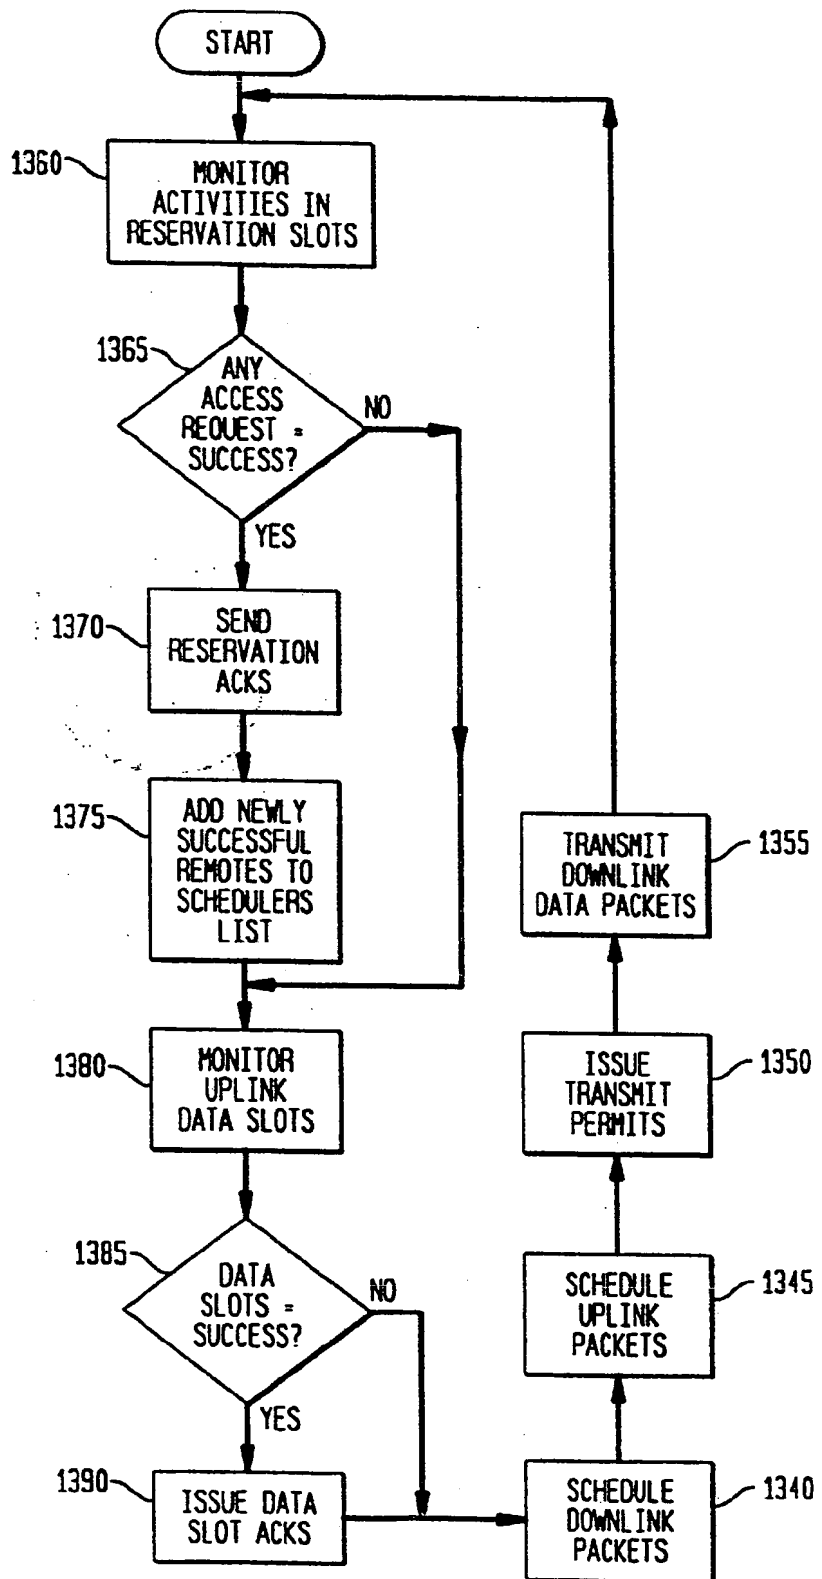 START
1360
MONITOR
ACTIVITIES IN
RESERVATION SLOTS
1365
ANY
ACCESS
REQUEST =
SUCCESS?
NO
YES
1370
SEND
RESERVATION
ACKS
1375
ADD NEWLY
SUCCESSFUL
REMOTES TO
SCHEDULERS
LIST
1380
MONITOR
UPLINK
DATA SLOTS
1385
DATA
SLOTS =
SUCCESS?
NO
YES
1390
ISSUE DATA
SLOT ACKS
SCHEDULE
DOWNLINK
PACKETS
1340
SCHEDULE
UPLINK
PACKETS
1345
ISSUE
TRANSMIT
PERMITS
1350
TRANSMIT
DOWNLINK
DATA PACKETS
1355